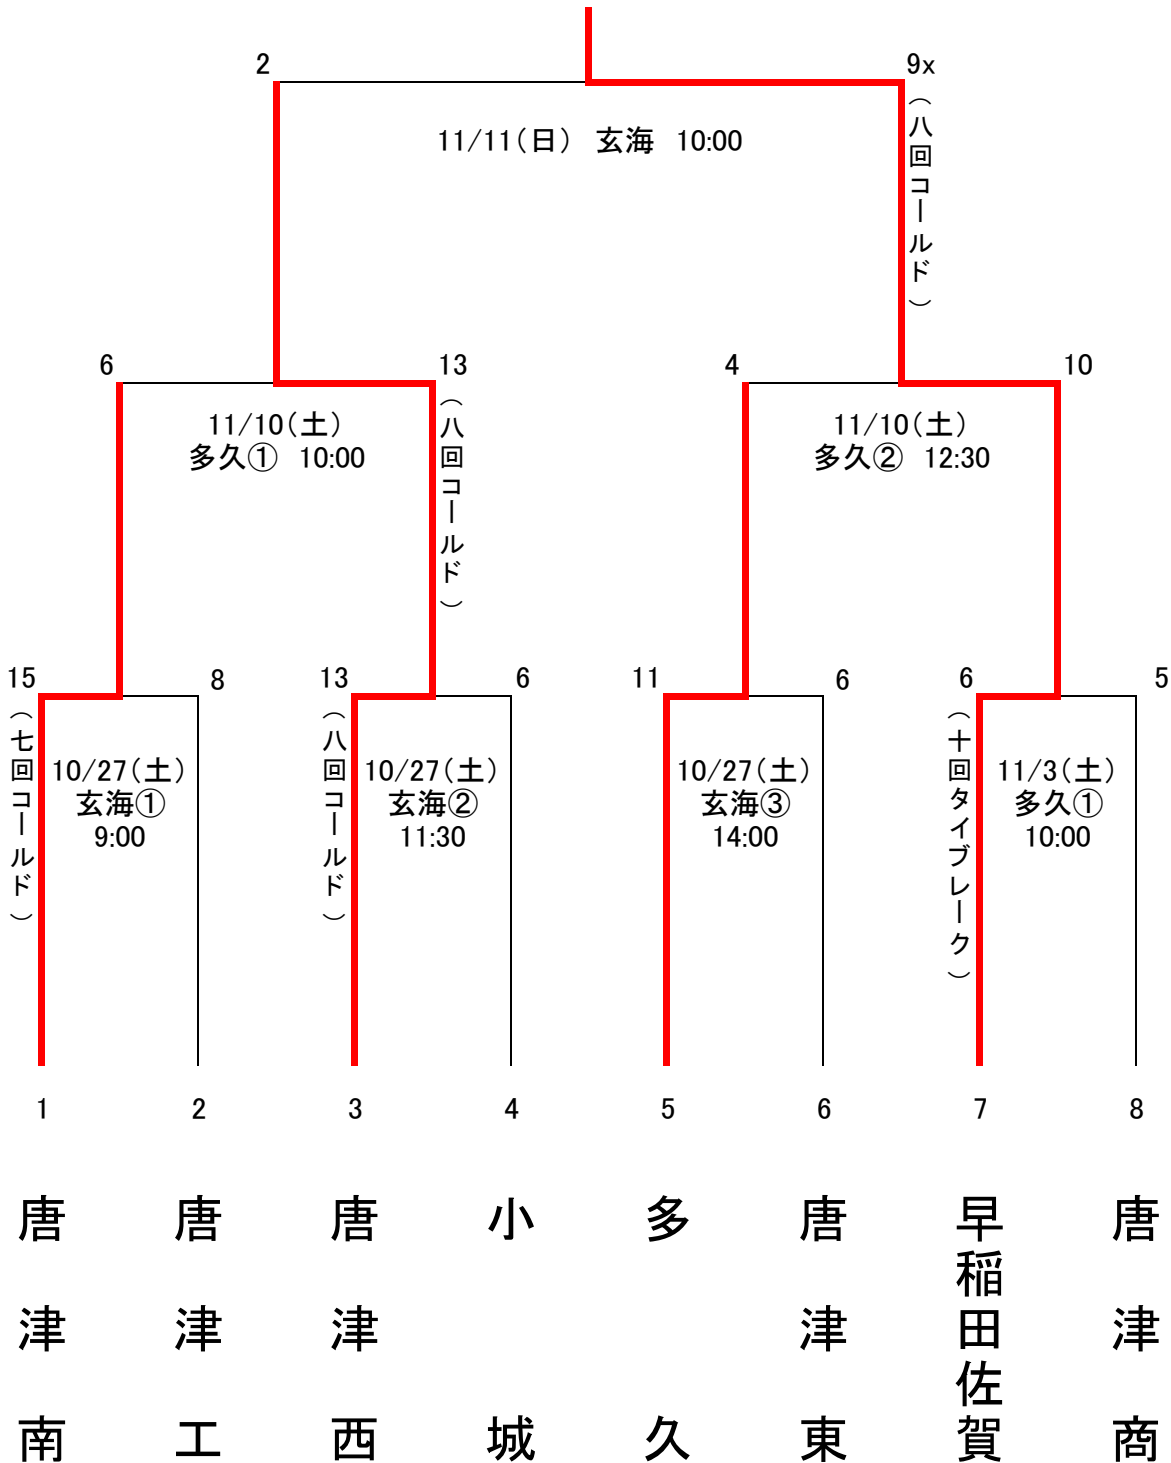 2
9x
（八回コールド）
11/11(日) 玄海 10:00
6
13
（八回コールド）
4
10
11/10(土)
多久① 10:00
11/10(土)
多久② 12:30
15
（七回コールド）
8
13
（八回コールド）
6
11
6
6
（十回タイブレーク）
5
10/27(土)
玄海①
9:00
10/27(土)
玄海②
11:30
10/27(土)
玄海③
14:00
11/3(土)
多久①
10:00
1
2
3
4
5
6
7
8
唐津南
唐津工
唐津西
小城
多久
唐津東
早稲田佐賀
唐津商